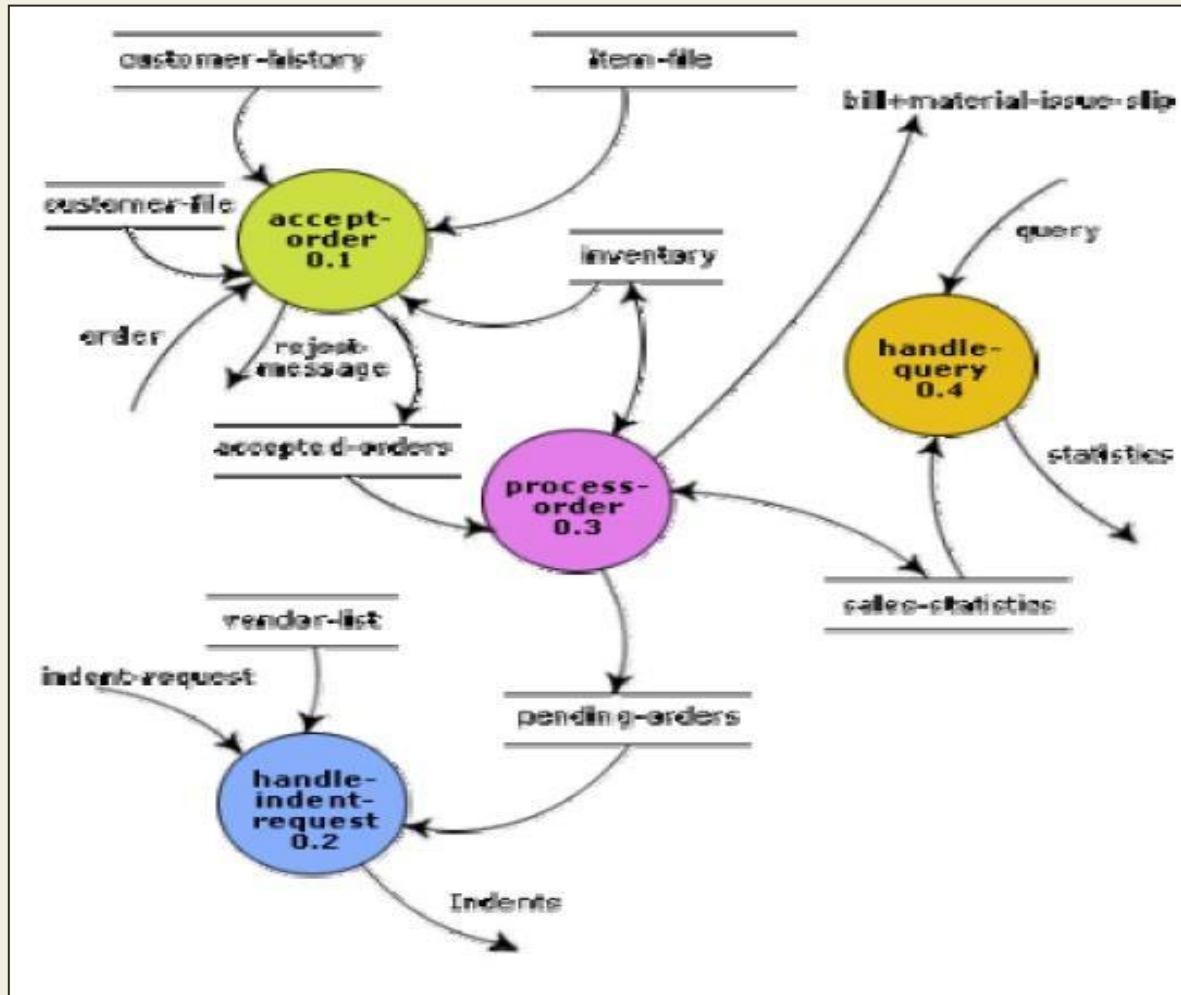 customer-history
item-file
bill+material-issue-slip
customer-file
accept-
order
0.1
inventory
query
order
reject-
message
handle-
query
0.4
accepted-orders
statistics
process-
order
0.3
sales-statistics
vender-list
indent-request
pending-orders
handle-
indent-
request
0.2
Indents